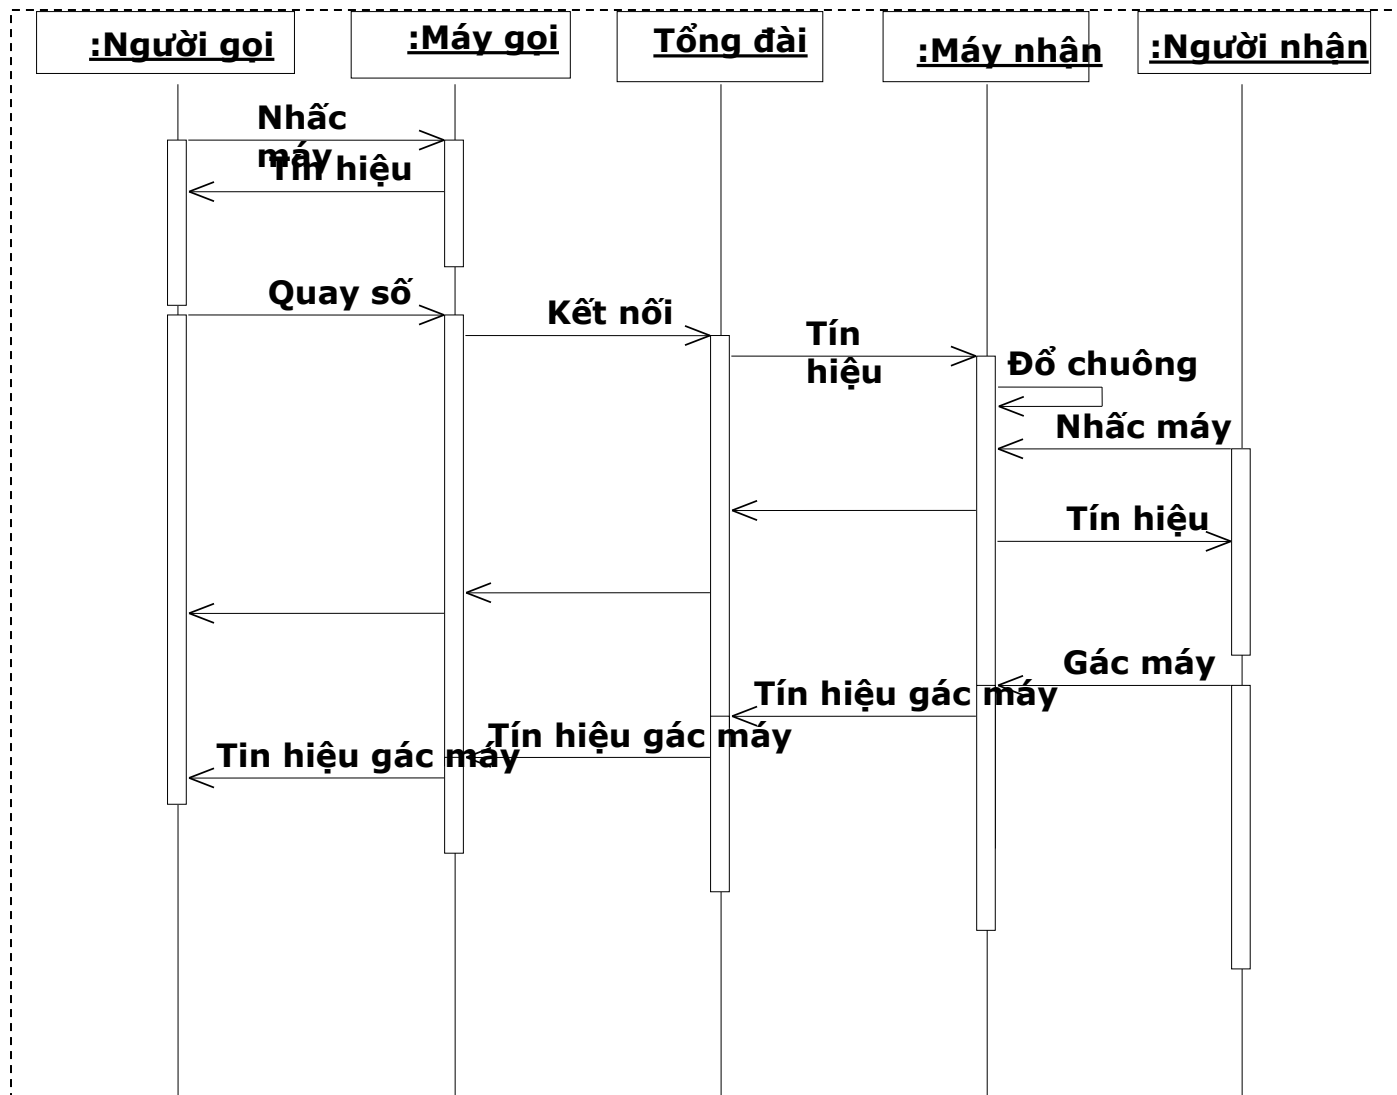 :Người gọi
:Máy gọi
Tổng đài
:Máy nhận
:Người nhận
Nhấc
máy
Tín hiệu
Quay số
Kết nối
Tín
hiệu
Đổ chuông
Nhấc máy
Tín hiệu
Gác máy
Tín hiệu gác máy
Tín hiệu gác máy
Tin hiệu gác máy